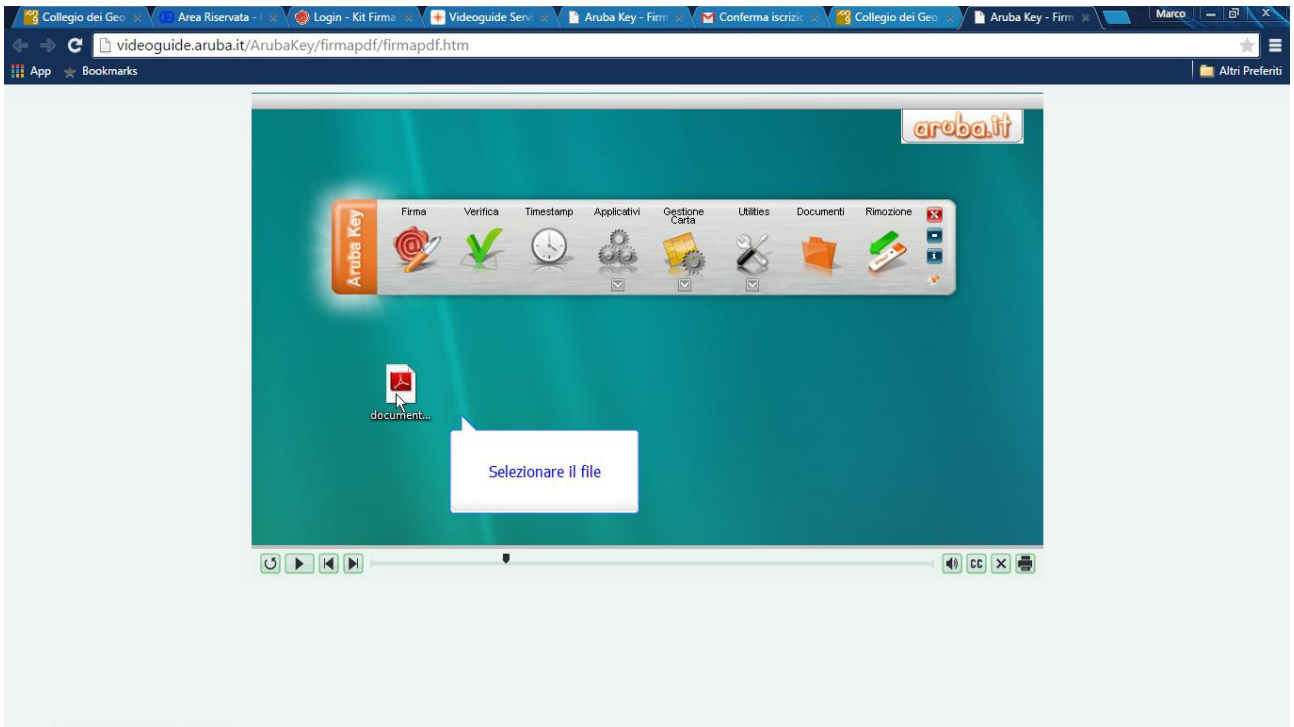 Collegio dei Geo
Area Riservata -
Login - Kit Firma
Videoguide Servi
Aruba Key - Firm
Conferma iscrizic
Collegio dei Geo
Aruba Key - Firm
Marco
videoguide.aruba.it/ArubaKey/firmapdf/firmapdf.htm
App
Bookmarks
Altri Preferiti
aruba.it
Aruba Key
Firma
Verifica
Timestamp
Applicativi
Gestione
Carta
Utilities
Documenti
Rimozione
document...
Selezionare il file
CC